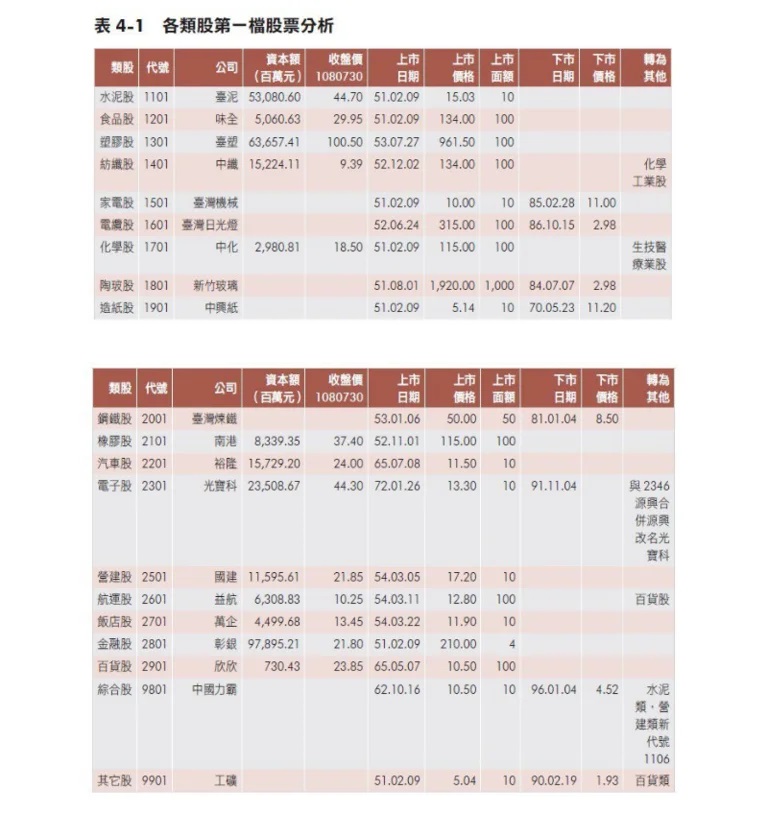 表 4-1 各類股第一檔股票分析
類股 代號 公司 資本額（百萬元） 收盤價1080730 上市日期 上市價格 上市面額 下市日期 下市價格 轉為其他
水泥股 1101 臺泥 53,080.60 44.70 51.02.09 15.03 10
食品股 1201 味全 5,060.63 29.95 51.02.09 134.00 100
塑膠股 1301 臺塑 63,657.41 100.50 53.07.27 961.50 100
紡纖股 1401 中纖 15,224.11 9.39 52.12.02 134.00 100 化學工業股
家電股 1501 臺灣機械 51.02.09 10.00 10 85.02.28 11.00
電纜股 1601 臺灣日光燈 52.06.24 315.00 100 86.10.15 2.98
化學股 1701 中化 2,980.81 18.50 51.02.09 115.00 100 生技醫療業股
陶玻股 1801 新竹玻璃 51.08.01 1,920.00 1,000 84.07.07 2.98
造紙股 1901 中興紙 51.02.09 5.14 10 70.05.23 11.20
類股 代號 公司 資本額（百萬元） 收盤價1080730 上市日期 上市價格 上市面額 下市日期 下市價格 轉為其他
鋼鐵股 2001 臺灣煉鐵 53.01.06 50.00 50 81.01.04 8.50
橡膠股 2101 南港 8,339.35 37.40 52.11.01 115.00 100
汽車股 2201 裕隆 15,729.20 24.00 65.07.08 11.50 10
電子股 2301 光寶科 23,508.67 44.30 72.01.26 13.30 10 91.11.04 與2346源興合併源興改名光寶科
營建股 2501 國建 11,595.61 21.85 54.03.05 17.20 10
航運股 2601 益航 6,308.83 10.25 54.03.11 12.80 100 百貨股
飯店股 2701 萬企 4,499.68 13.45 54.03.22 11.90 10
金融股 2801 彰銀 97,895.21 21.80 51.02.09 210.00 4
百貨股 2901 欣欣 730.43 23.85 65.05.07 10.50 100
綜合股 9801 中國力霸 62.10.16 10.50 10 96.01.04 4.52 水泥類，營建類新代號1106
其它股 9901 工礦 51.02.09 5.04 10 90.02.19 1.93 百貨類